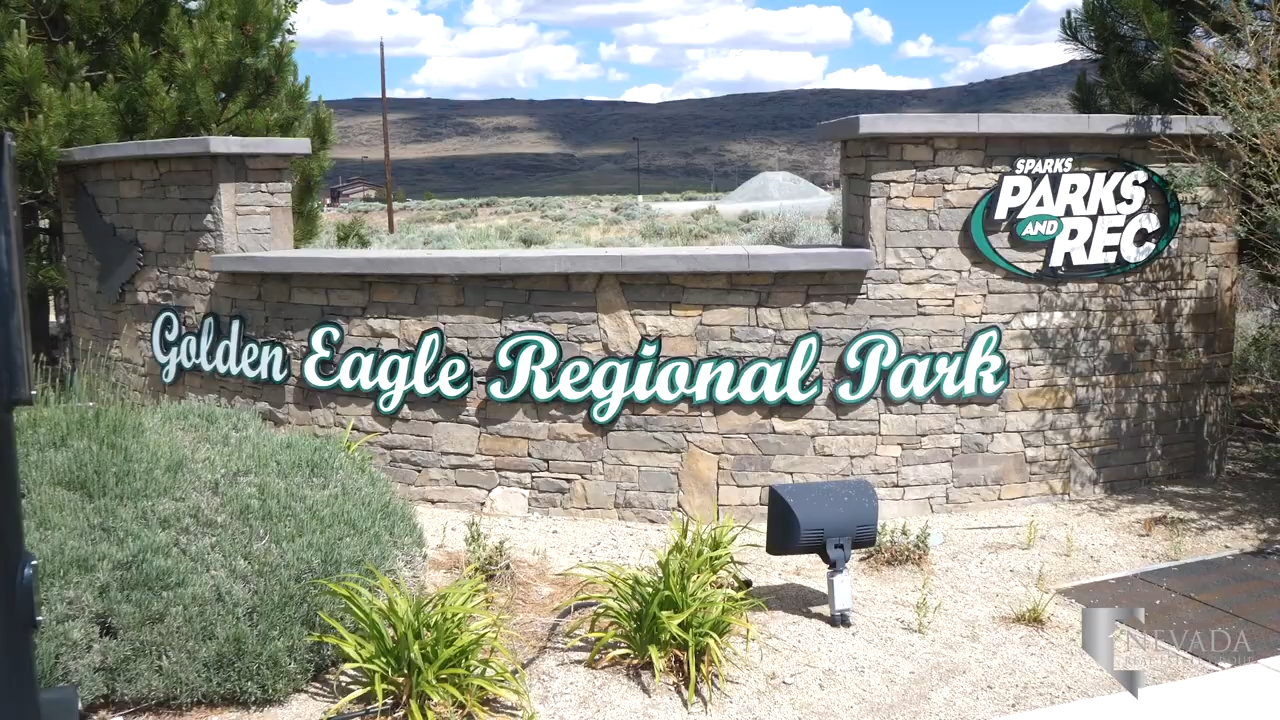 SPARKS
PARKS
AND
REC
Golden Eagle Regional Park
NEVADA